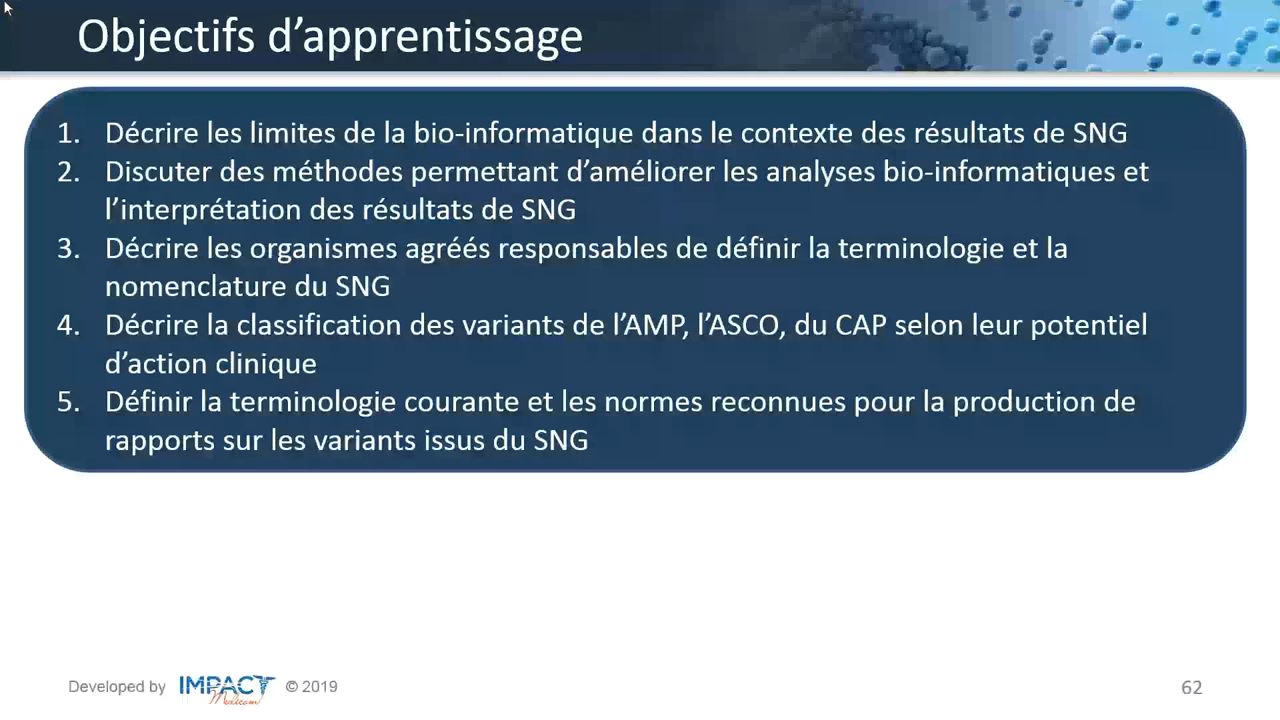 Objectifs d’apprentissage
1. Décrire les limites de la bio-informatique dans le contexte des résultats de SNG
2. Discuter des méthodes permettant d’améliorer les analyses bio-informatiques et
l’interprétation des résultats de SNG
3. Décrire les organismes agréés responsables de définir la terminologie et la
nomenclature du SNG
4. Décrire la classification des variants de l’AMP, l’ASCO, du CAP selon leur potentiel
d’action clinique
5. Définir la terminologie courante et les normes reconnues pour la production de
rapports sur les variants issus du SNG
Developed by IMPACT Medicom © 2019
62